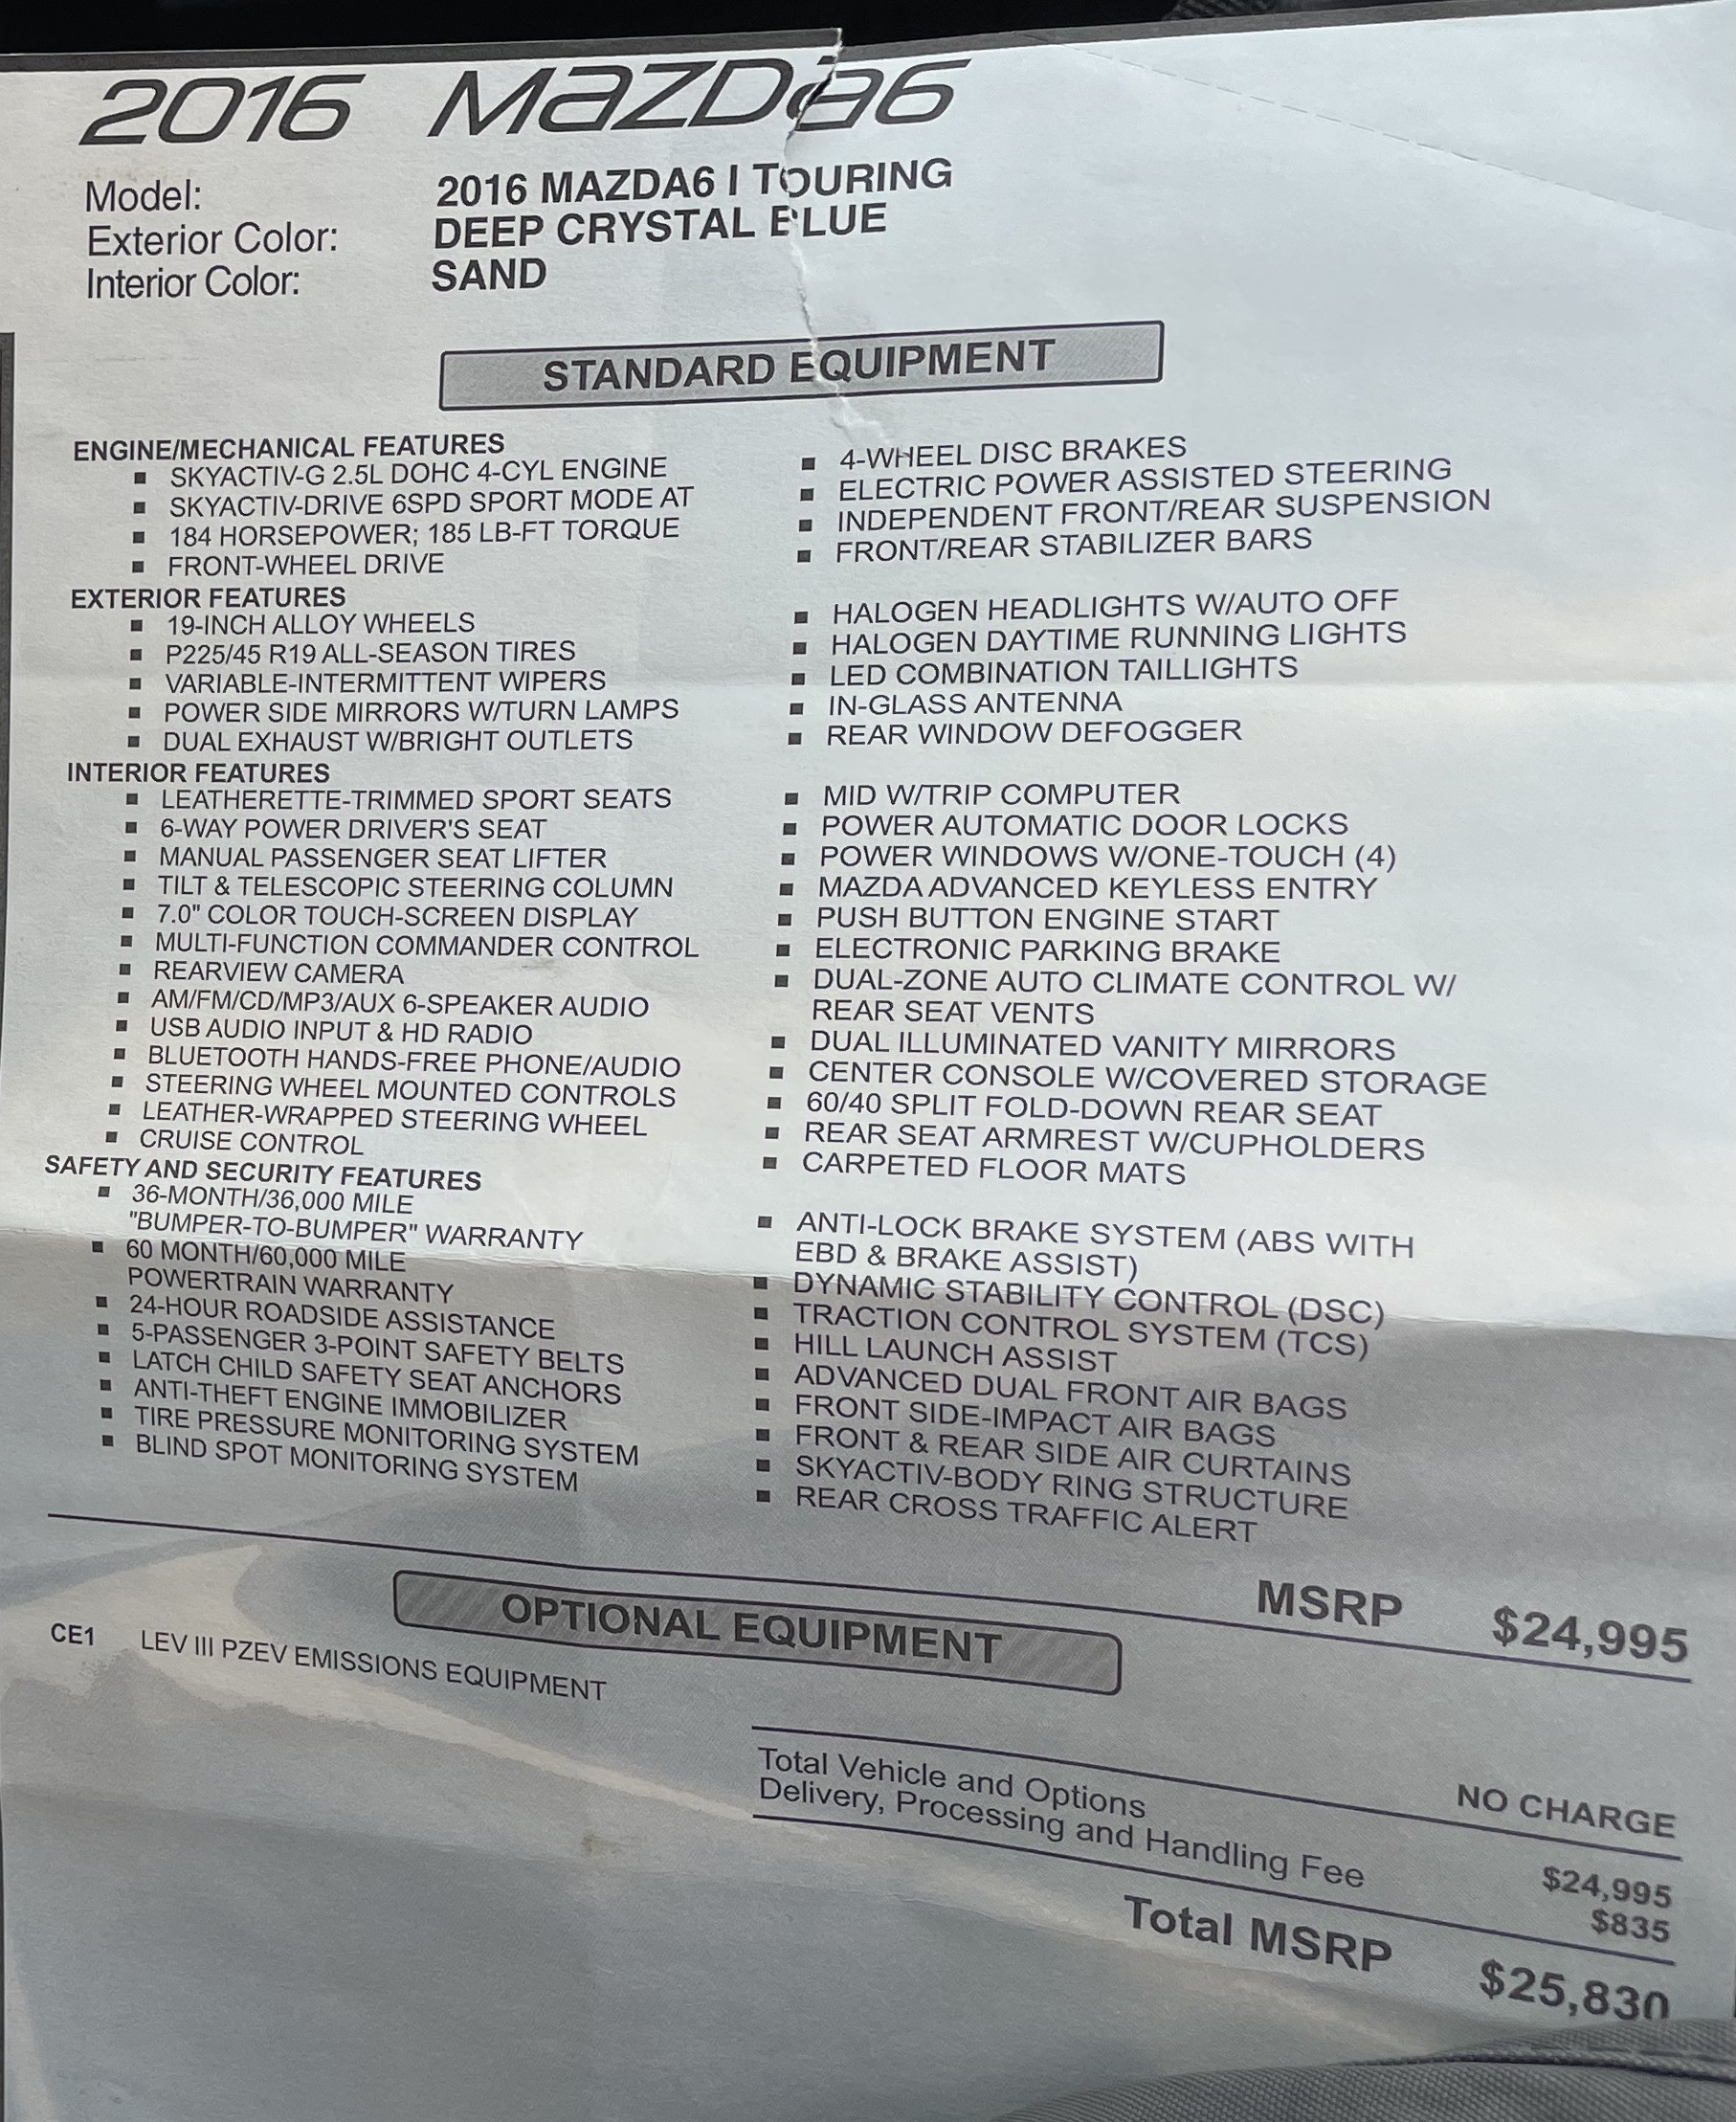 2016 MAZDA6
Model: 2016 MAZDA6 I TOURING
Exterior Color: DEEP CRYSTAL BLUE
Interior Color: SAND
STANDARD EQUIPMENT
ENGINE/MECHANICAL FEATURES
▪ SKYACTIV-G 2.5L DOHC 4-CYL ENGINE
▪ SKYACTIV-DRIVE 6SPD SPORT MODE AT
▪ 184 HORSEPOWER; 185 LB-FT TORQUE
▪ FRONT-WHEEL DRIVE
▪ 4-WHEEL DISC BRAKES
▪ ELECTRIC POWER ASSISTED STEERING
▪ INDEPENDENT FRONT/REAR SUSPENSION
▪ FRONT/REAR STABILIZER BARS
EXTERIOR FEATURES
▪ 19-INCH ALLOY WHEELS
▪ P225/45 R19 ALL-SEASON TIRES
▪ VARIABLE-INTERMITTENT WIPERS
▪ POWER SIDE MIRRORS W/TURN LAMPS
▪ DUAL EXHAUST W/BRIGHT OUTLETS
▪ HALOGEN HEADLIGHTS W/AUTO OFF
▪ HALOGEN DAYTIME RUNNING LIGHTS
▪ LED COMBINATION TAILLIGHTS
▪ IN-GLASS ANTENNA
▪ REAR WINDOW DEFOGGER
INTERIOR FEATURES
▪ LEATHERETTE-TRIMMED SPORT SEATS
▪ 6-WAY POWER DRIVER'S SEAT
▪ MANUAL PASSENGER SEAT LIFTER
▪ TILT & TELESCOPIC STEERING COLUMN
▪ 7.0" COLOR TOUCH-SCREEN DISPLAY
▪ MULTI-FUNCTION COMMANDER CONTROL
▪ REARVIEW CAMERA
▪ AM/FM/CD/MP3/AUX 6-SPEAKER AUDIO
▪ USB AUDIO INPUT & HD RADIO
▪ BLUETOOTH HANDS-FREE PHONE/AUDIO
▪ STEERING WHEEL MOUNTED CONTROLS
▪ LEATHER-WRAPPED STEERING WHEEL
▪ CRUISE CONTROL
▪ MID W/TRIP COMPUTER
▪ POWER AUTOMATIC DOOR LOCKS
▪ POWER WINDOWS W/ONE-TOUCH (4)
▪ MAZDA ADVANCED KEYLESS ENTRY
▪ PUSH BUTTON ENGINE START
▪ ELECTRONIC PARKING BRAKE
▪ DUAL-ZONE AUTO CLIMATE CONTROL W/
REAR SEAT VENTS
▪ DUAL ILLUMINATED VANITY MIRRORS
▪ CENTER CONSOLE W/COVERED STORAGE
▪ 60/40 SPLIT FOLD-DOWN REAR SEAT
▪ REAR SEAT ARMREST W/CUPHOLDERS
▪ CARPETED FLOOR MATS
SAFETY AND SECURITY FEATURES
▪ 36-MONTH/36,000 MILE
"BUMPER-TO-BUMPER" WARRANTY
▪ 60 MONTH/60,000 MILE
POWERTRAIN WARRANTY
▪ 24-HOUR ROADSIDE ASSISTANCE
▪ 5-PASSENGER 3-POINT SAFETY BELTS
▪ LATCH CHILD SAFETY SEAT ANCHORS
▪ ANTI-THEFT ENGINE IMMOBILIZER
▪ TIRE PRESSURE MONITORING SYSTEM
▪ BLIND SPOT MONITORING SYSTEM
▪ ANTI-LOCK BRAKE SYSTEM (ABS WITH
EBD & BRAKE ASSIST)
▪ DYNAMIC STABILITY CONTROL (DSC)
▪ TRACTION CONTROL SYSTEM (TCS)
▪ HILL LAUNCH ASSIST
▪ ADVANCED DUAL FRONT AIR BAGS
▪ FRONT SIDE-IMPACT AIR BAGS
▪ FRONT & REAR SIDE AIR CURTAINS
▪ SKYACTIV-BODY RING STRUCTURE
▪ REAR CROSS TRAFFIC ALERT
MSRP $24,995
OPTIONAL EQUIPMENT
CE1 LEV III PZEV EMISSIONS EQUIPMENT NO CHARGE
Total Vehicle and Options $24,995
Delivery, Processing and Handling Fee $835
Total MSRP $25,830